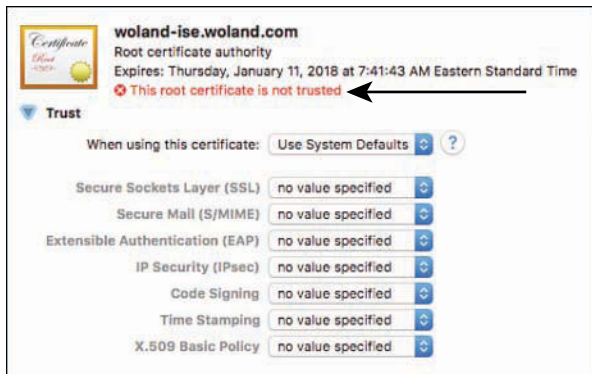 Certificate
Root
woland-ise.woland.com
Root certificate authority
Expires: Thursday, January 11, 2018 at 7:41:43 AM Eastern Standard Time
This root certificate is not trusted
Trust
When using this certificate: Use System Defaults ?
Secure Sockets Layer (SSL) no value specified
Secure Mail (S/MIME) no value specified
Extensible Authentication (EAP) no value specified
IP Security (IPsec) no value specified
Code Signing no value specified
Time Stamping no value specified
X.509 Basic Policy no value specified